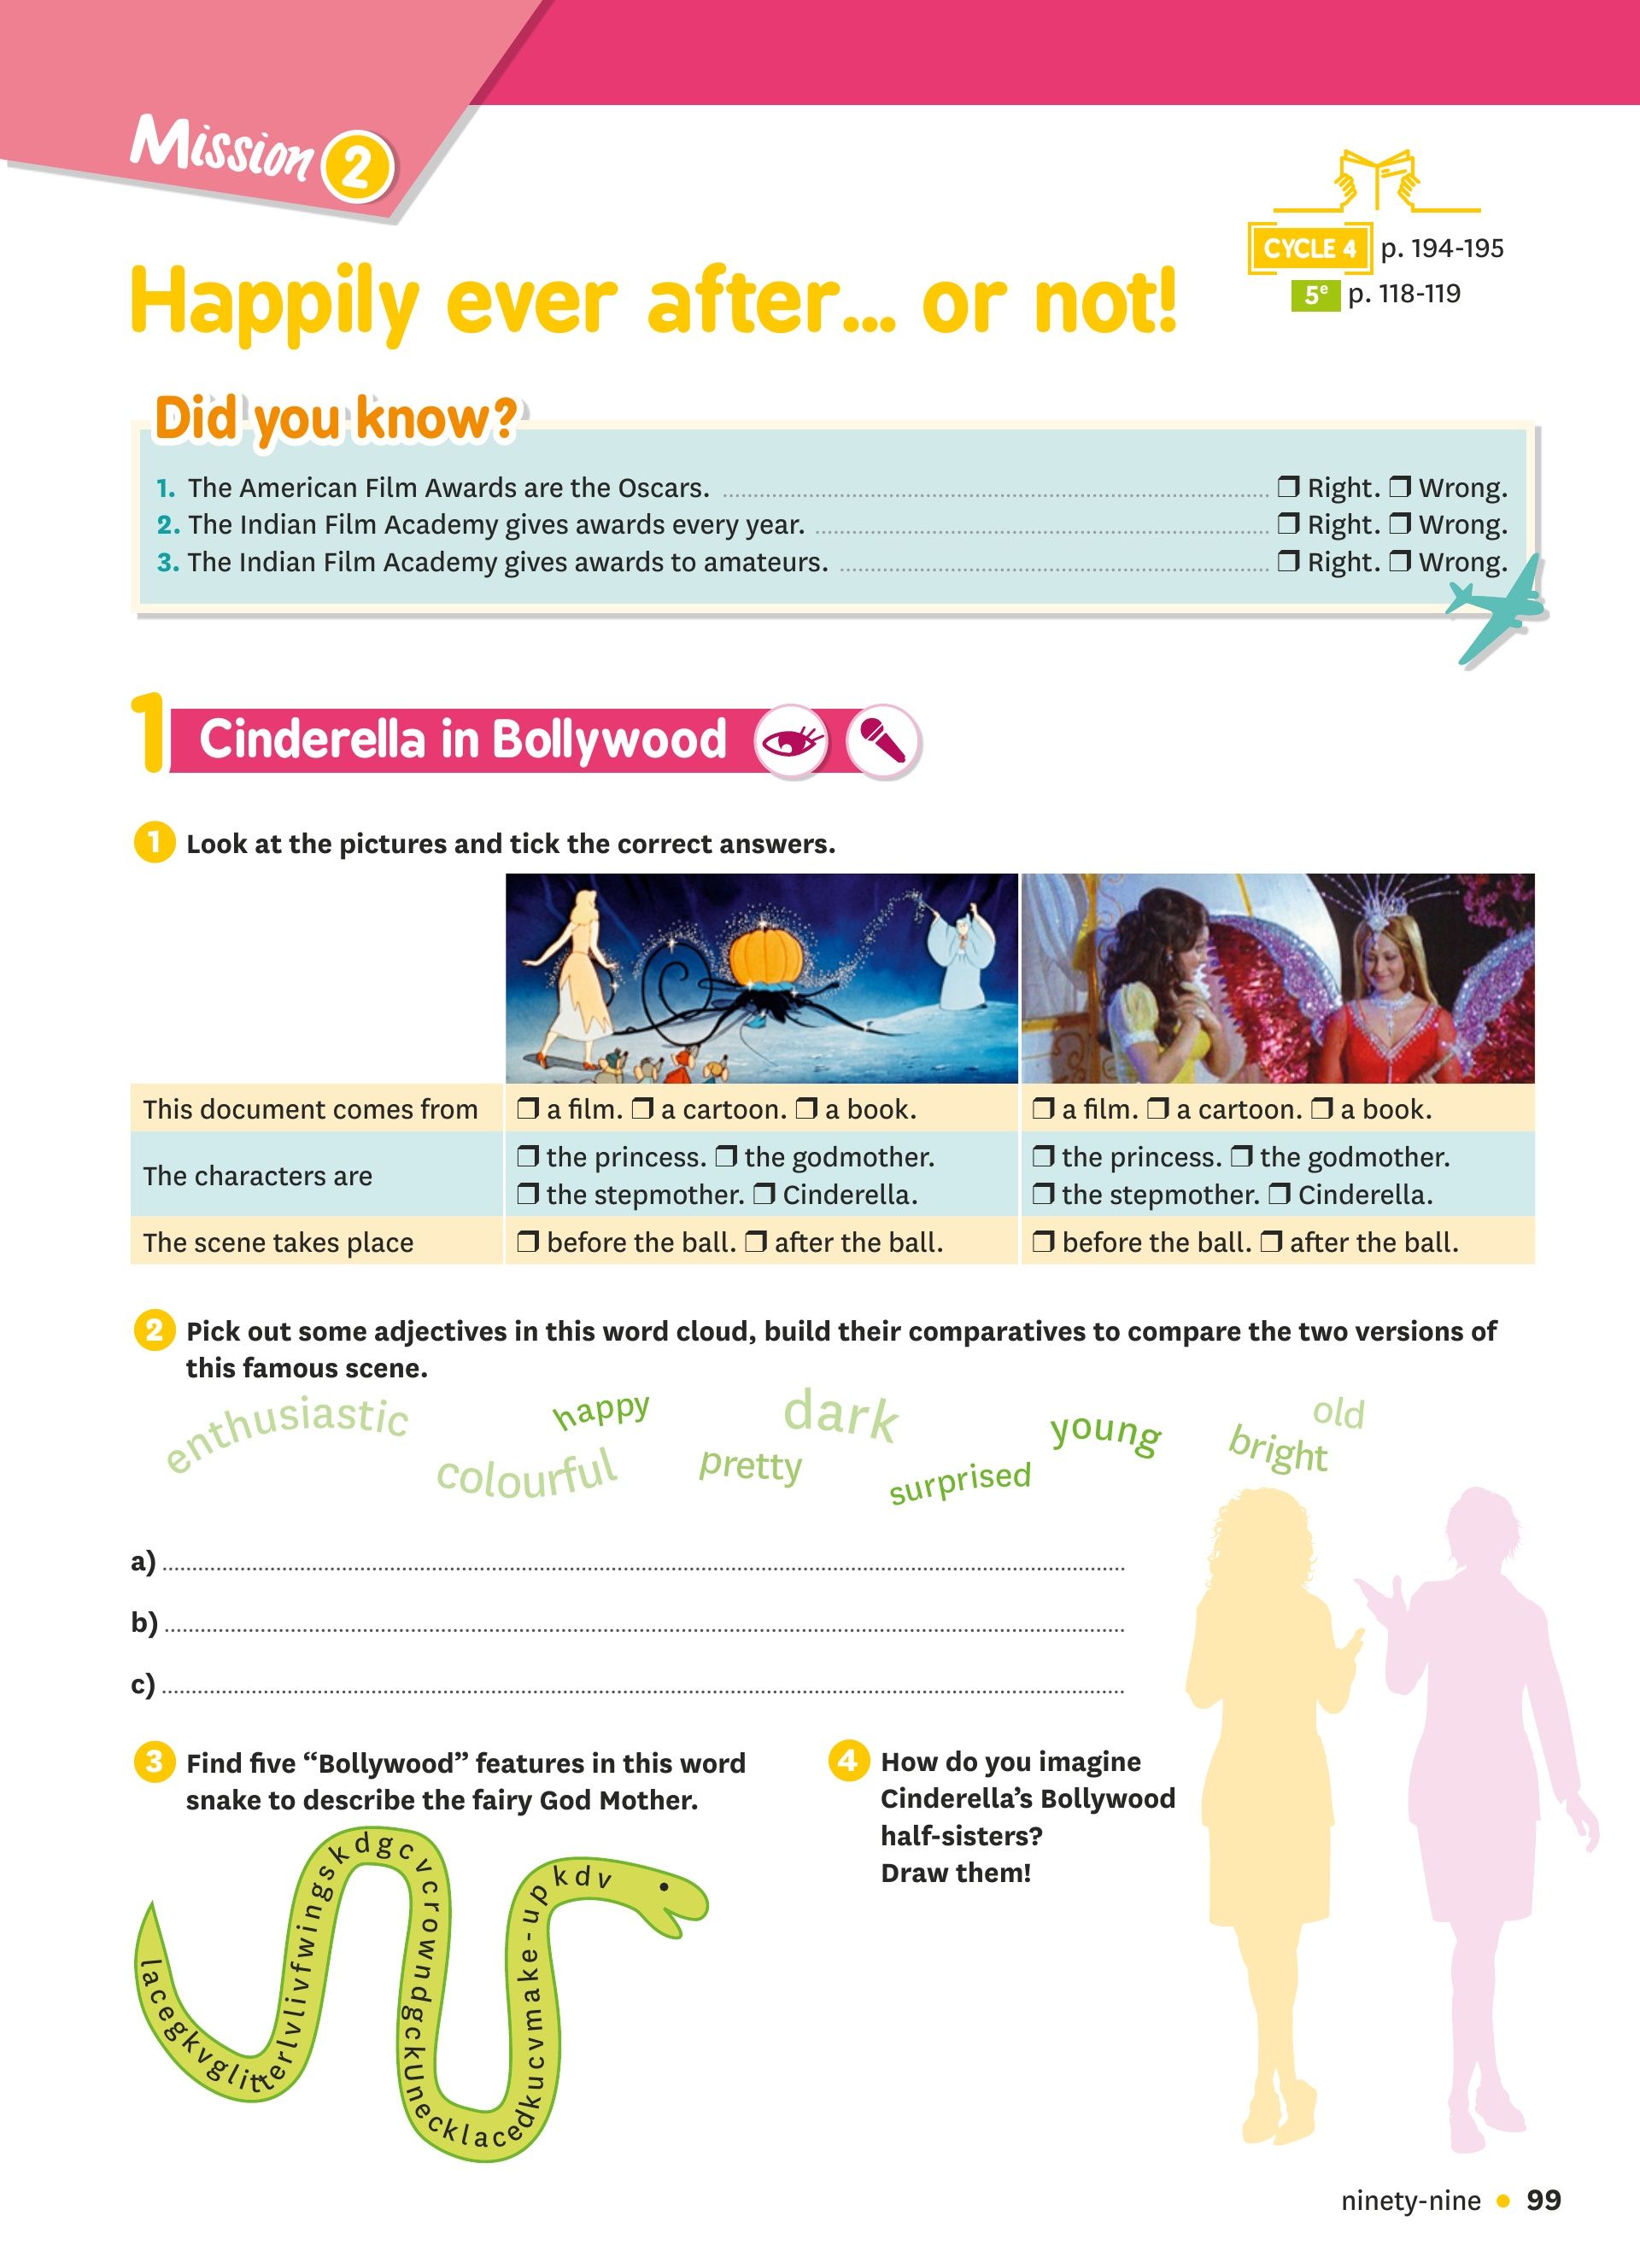 Mission 2
CYCLE 4 p. 194-195
5e p. 118-119
Happily ever after... or not!
Did you know?
1. The American Film Awards are the Oscars. ❒ Right. ❒ Wrong.
2. The Indian Film Academy gives awards every year. ❒ Right. ❒ Wrong.
3. The Indian Film Academy gives awards to amateurs. ❒ Right. ❒ Wrong.
1 Cinderella in Bollywood
1 Look at the pictures and tick the correct answers.
This document comes from ❒ a film. ❒ a cartoon. ❒ a book. ❒ a film. ❒ a cartoon. ❒ a book.
The characters are ❒ the princess. ❒ the godmother. ❒ the princess. ❒ the godmother.
❒ the stepmother. ❒ Cinderella. ❒ the stepmother. ❒ Cinderella.
The scene takes place ❒ before the ball. ❒ after the ball. ❒ before the ball. ❒ after the ball.
2 Pick out some adjectives in this word cloud, build their comparatives to compare the two versions of
this famous scene.
enthusiastic happy dark young old
colourful pretty surprised bright
a)
b)
c)
3 Find five “Bollywood” features in this word
snake to describe the fairy God Mother.
lacegkvglitterlvlivfwingskdgcvcrowndgckUnecklacedkucvmake-upkdv
4 How do you imagine
Cinderella’s Bollywood
half-sisters?
Draw them!
ninety-nine • 99